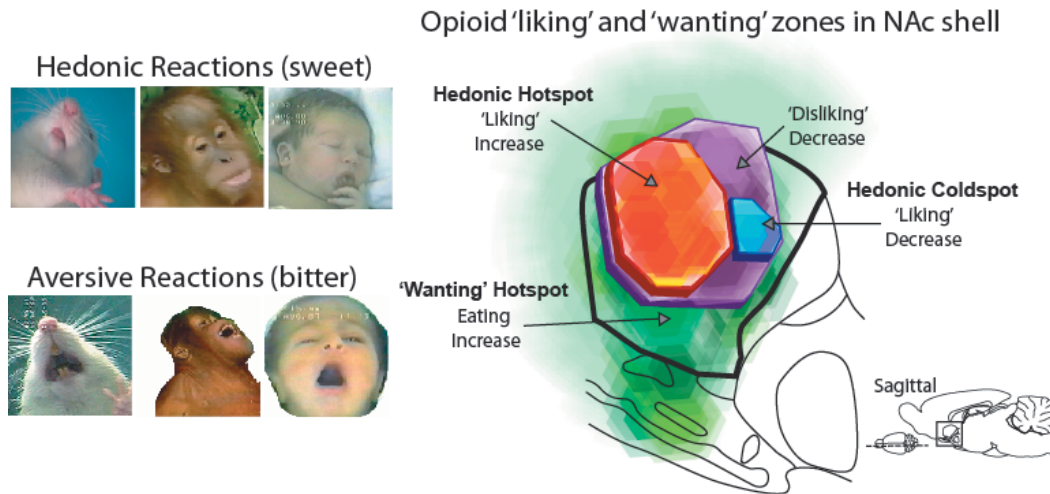 Opioid 'liking' and 'wanting' zones in NAc shell
Hedonic Reactions (sweet)
Aversive Reactions (bitter)
Hedonic Hotspot
'Liking'
Increase
'Disliking'
Decrease
Hedonic Coldspot
'Liking'
Decrease
'Wanting' Hotspot
Eating
Increase
Sagittal